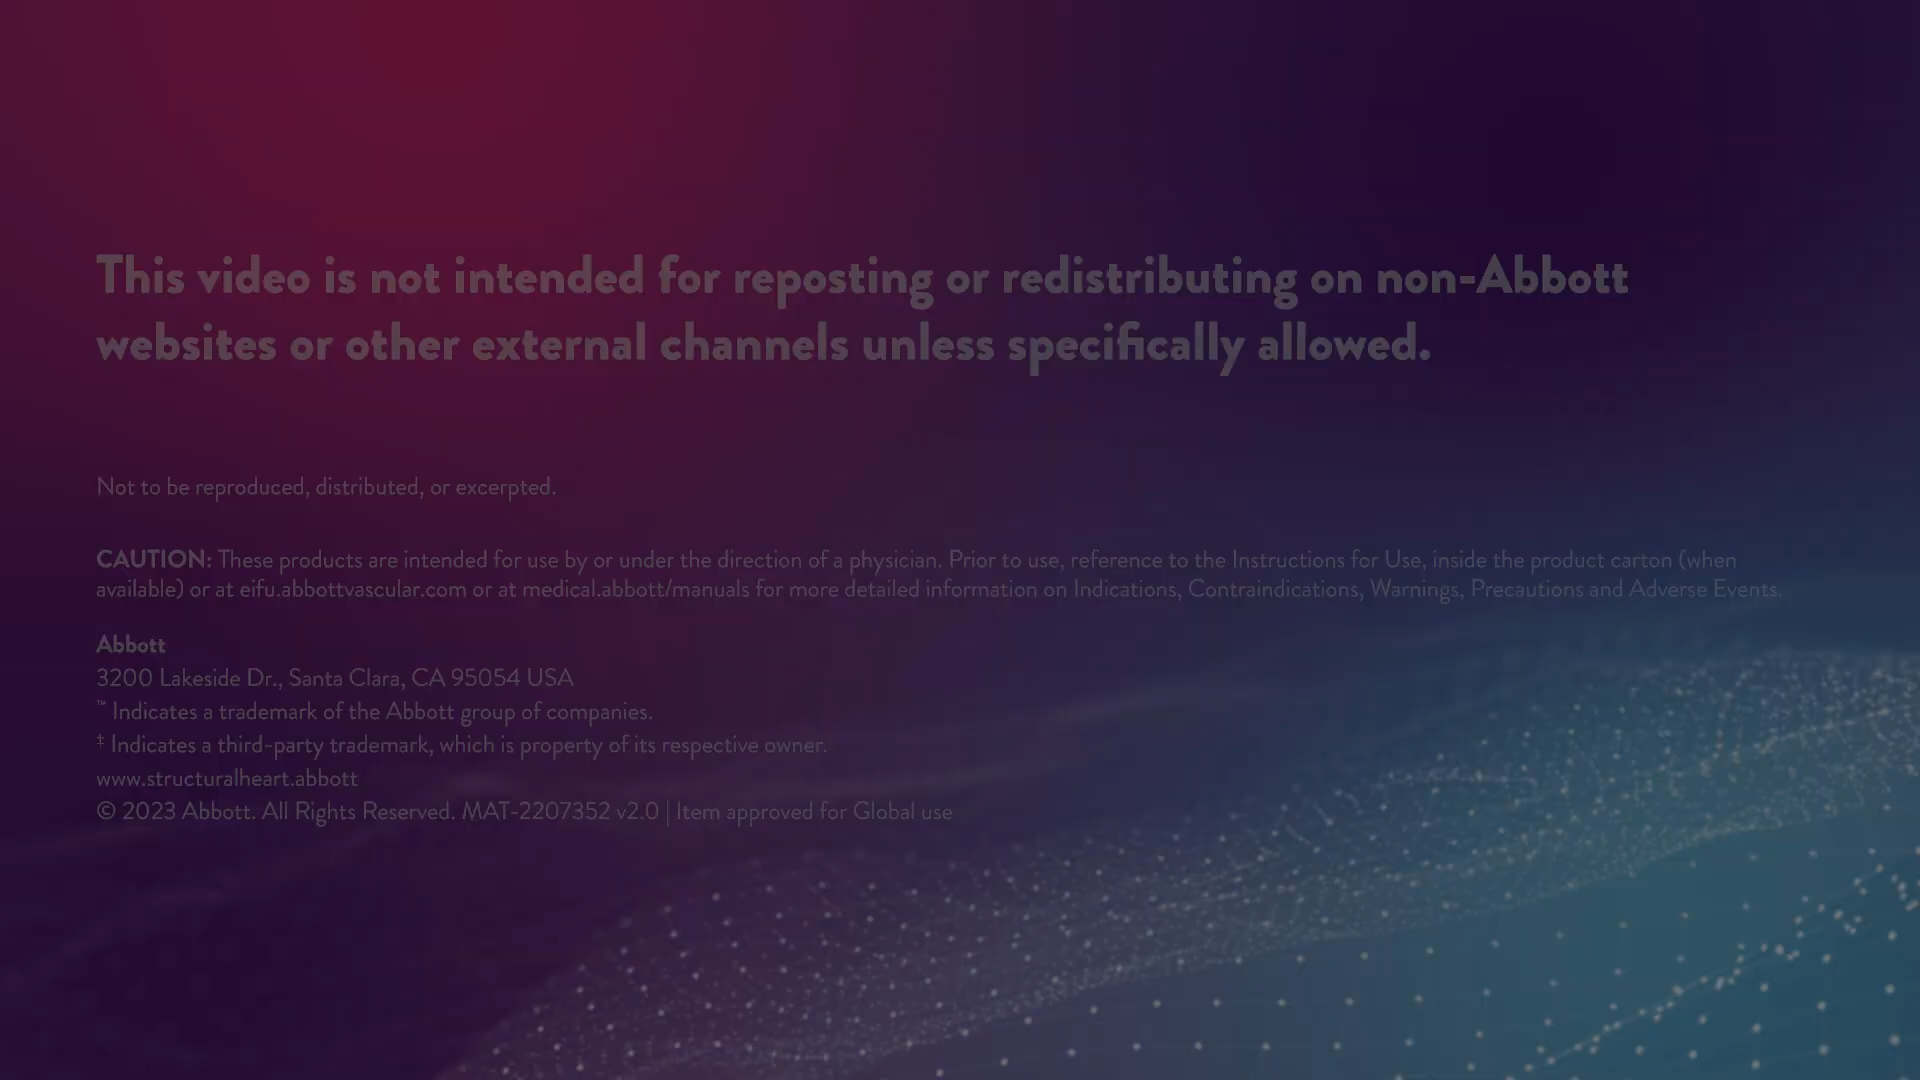 This video is not intended for reposting or redistributing on non-Abbott
websites or other external channels unless specifically allowed.
Not to be reproduced, distributed, or excerpted.
CAUTION: These products are intended for use by or under the direction of a physician. Prior to use, reference to the Instructions for Use, inside the product carton (when
available) or at eifu.abbottvascular.com or at medical.abbott/manuals for more detailed information on Indications, Contraindications, Warnings, Precautions and Adverse Events.
Abbott
3200 Lakeside Dr., Santa Clara, CA 95054 USA
™ Indicates a trademark of the Abbott group of companies.
‡ Indicates a third-party trademark, which is property of its respective owner.
www.structuralheart.abbott
© 2023 Abbott. All Rights Reserved. MAT-2207352 v2.0 | Item approved for Global use